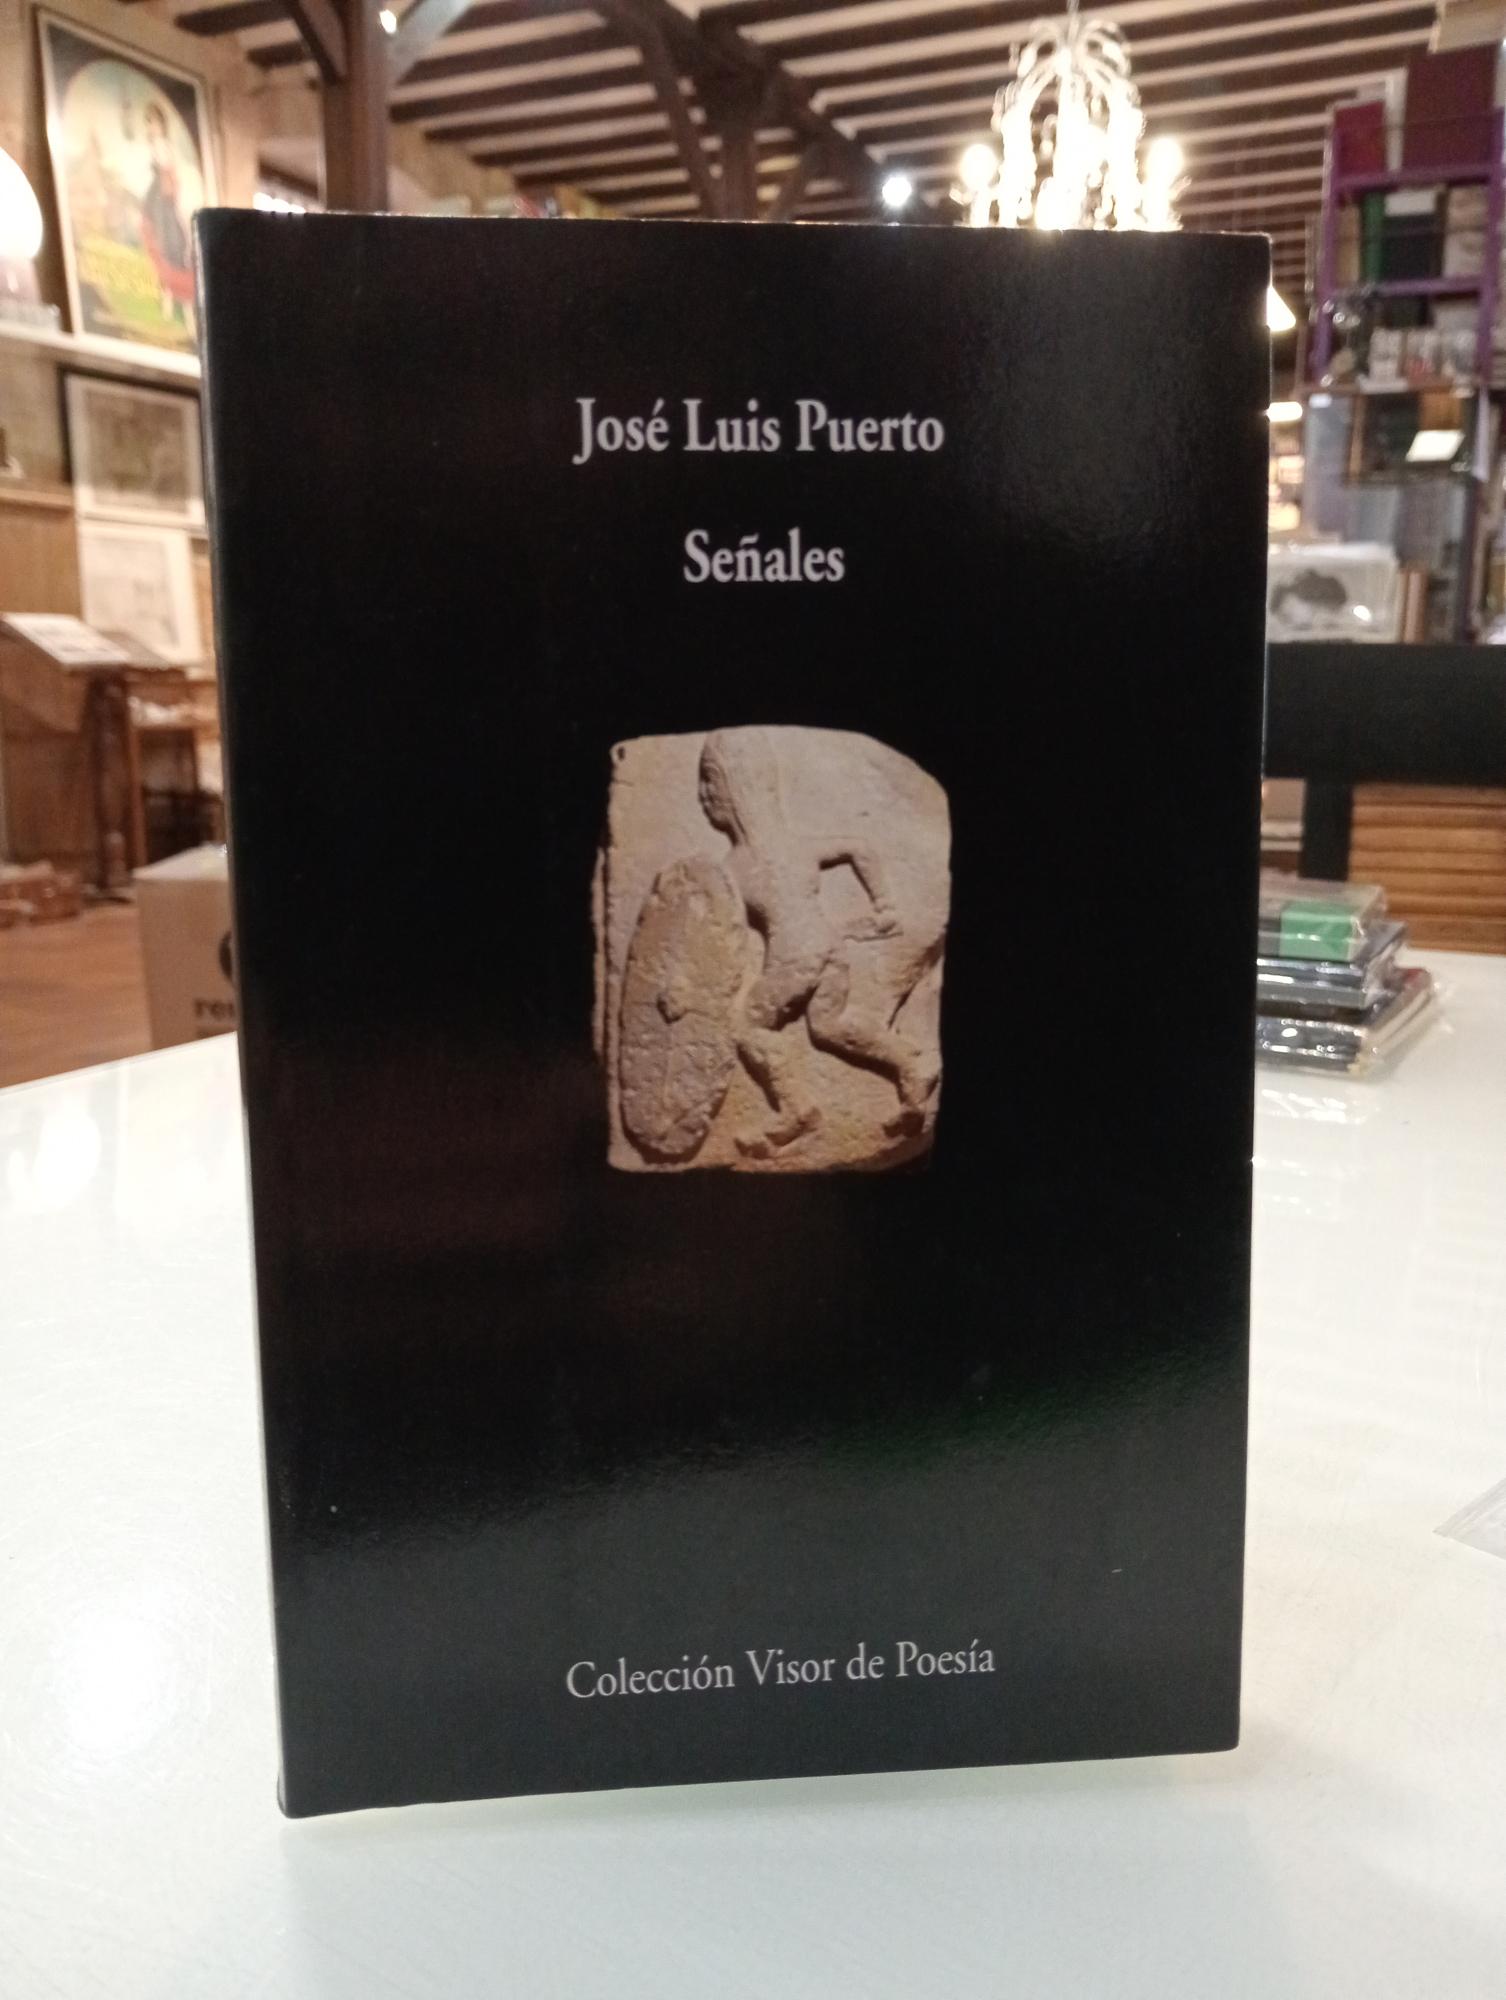 José Luis Puerto
Señales
Colección Visor de Poesía